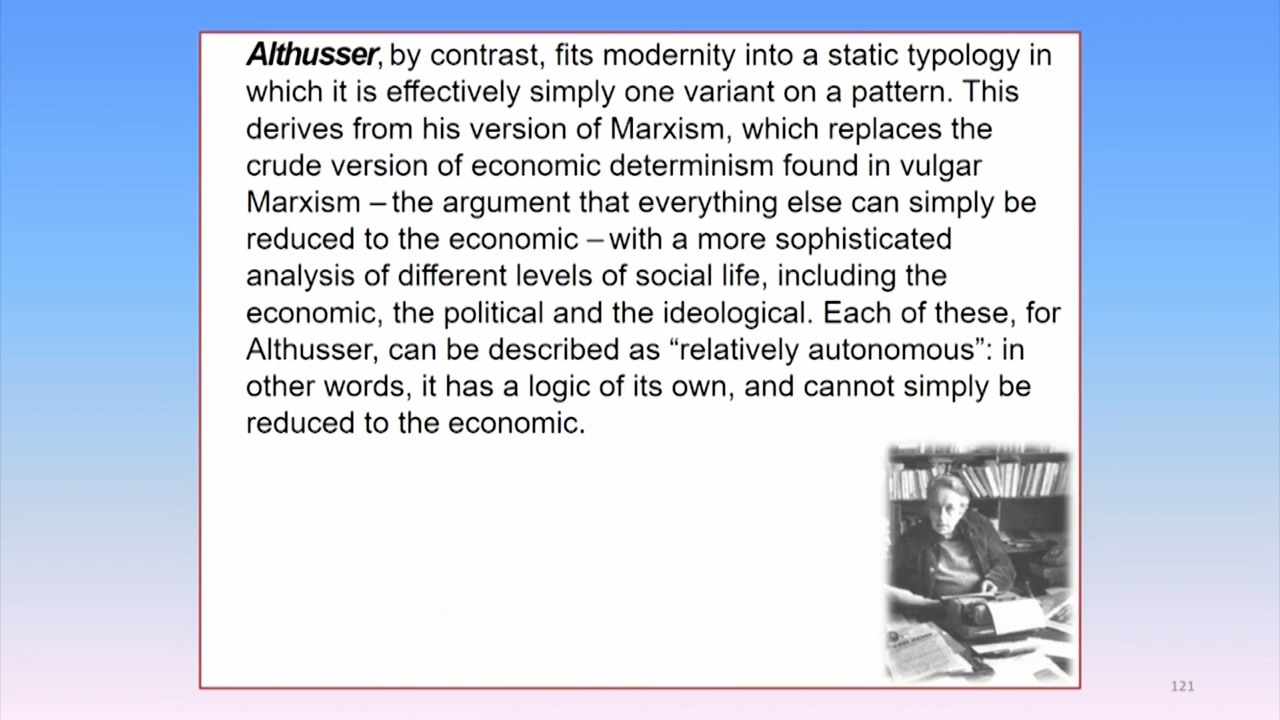 Althusser, by contrast, fits modernity into a static typology in
which it is effectively simply one variant on a pattern. This
derives from his version of Marxism, which replaces the
crude version of economic determinism found in vulgar
Marxism – the argument that everything else can simply be
reduced to the economic – with a more sophisticated
analysis of different levels of social life, including the
economic, the political and the ideological. Each of these, for
Althusser, can be described as “relatively autonomous”: in
other words, it has a logic of its own, and cannot simply be
reduced to the economic.
121